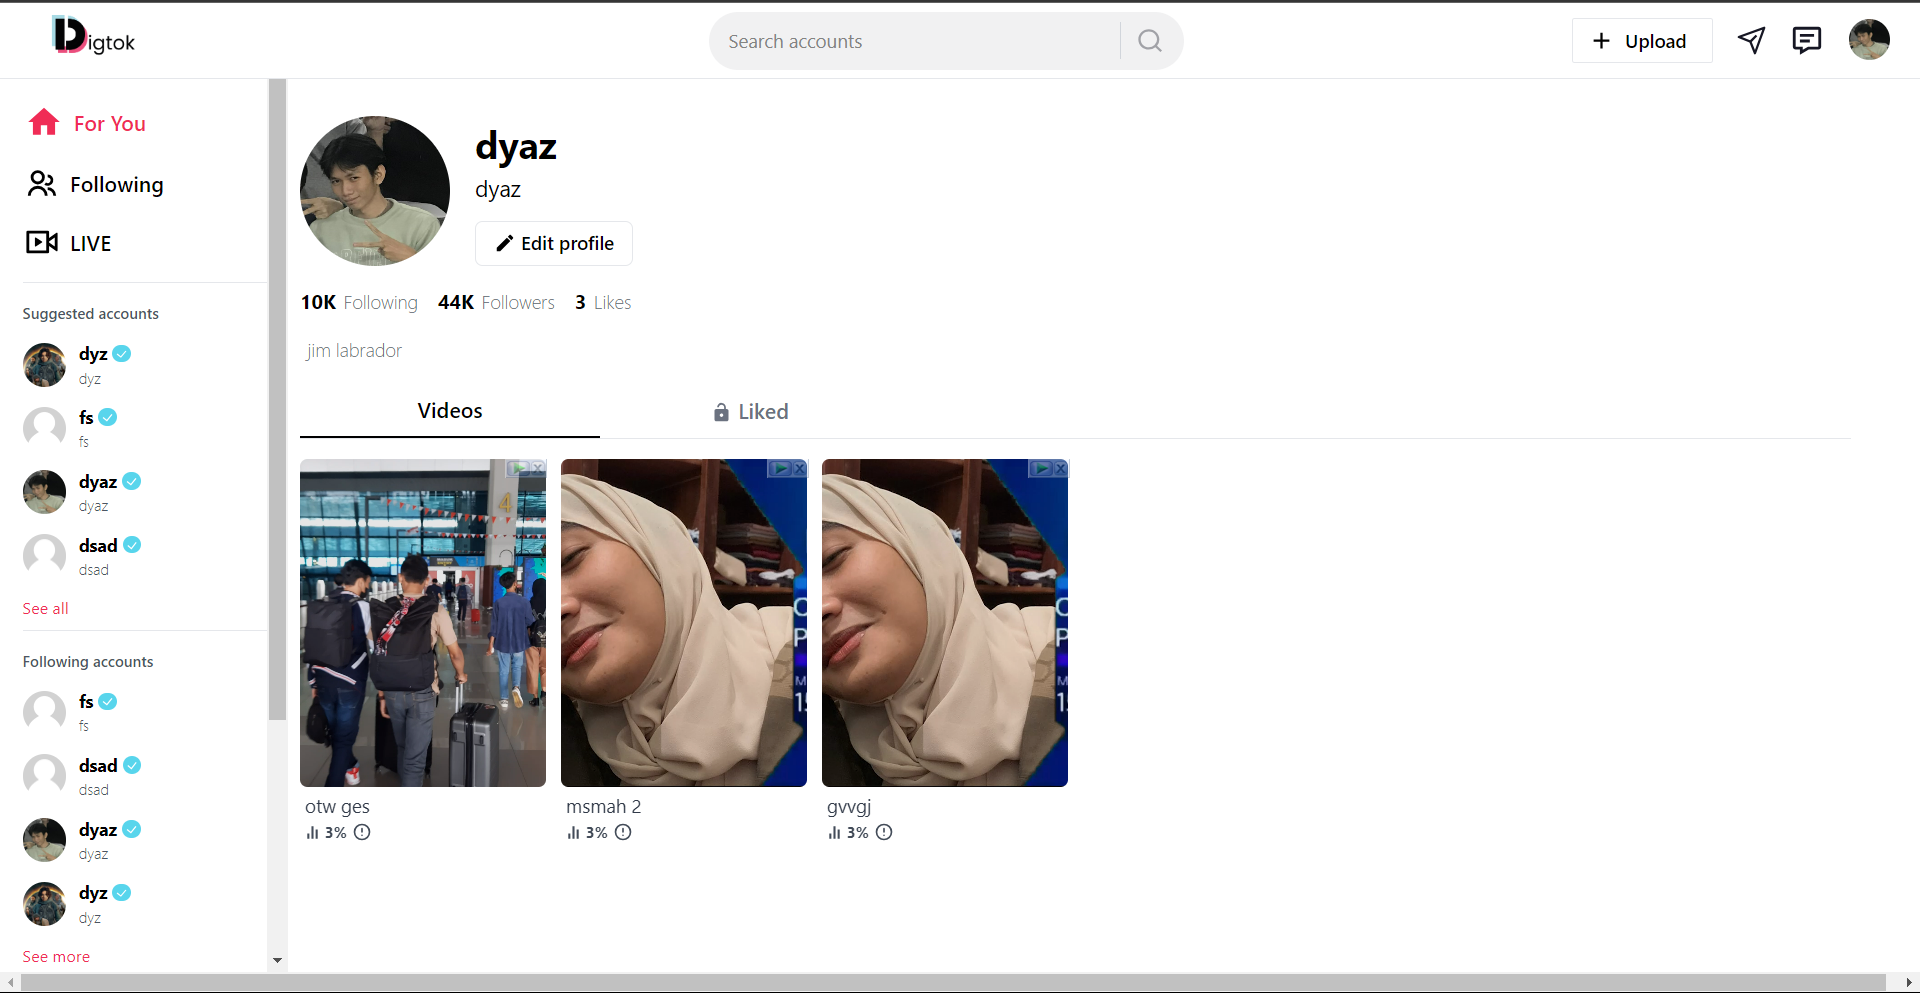 Digtok
Search accounts
Upload
For You
Following
LIVE
Suggested accounts
dyz
dyz
fs
fs
dyaz
dyaz
dsad
dsad
See all
Following accounts
fs
fs
dsad
dsad
dyaz
dyaz
dyz
dyz
See more
dyaz
dyaz
Edit profile
10K Following 44K Followers 3 Likes
jim labrador
Videos
Liked
4
otw ges
3%
msmah 2
3%
gvvgj
3%